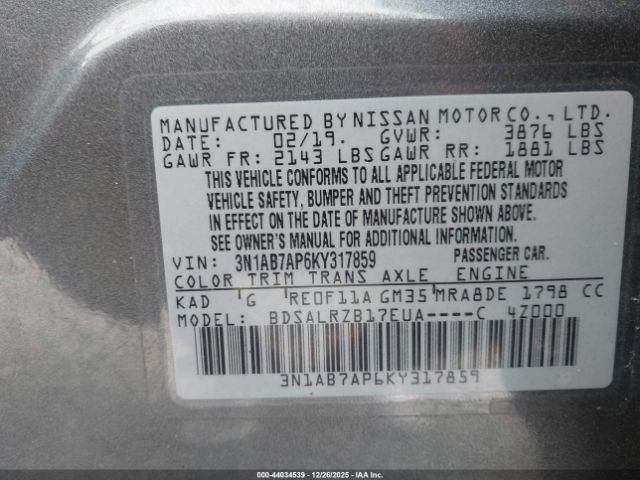 MANUFACTURED BY NISSAN MOTOR CO., LTD.
DATE: 02/19. GVWR: 3876 LBS
GAWR FR: 2143 LBS GAWR RR: 1881 LBS
THIS VEHICLE CONFORMS TO ALL APPLICABLE FEDERAL MOTOR
VEHICLE SAFETY, BUMPER AND THEFT PREVENTION STANDARDS
IN EFFECT ON THE DATE OF MANUFACTURE SHOWN ABOVE.
SEE OWNER'S MANUAL FOR ADDITIONAL INFORMATION.
VIN: 3N1AB7AP6KY317859 PASSENGER CAR.
COLOR TRIM TRANS AXLE ENGINE
KAD G RE0F11A GM35 MRA8DE 1798 CC
MODEL: BDSALRZB17EUA----C 4Z000
3N1AB7AP6KY317859
000-44034539 - 12/26/2025 - IAA Inc.